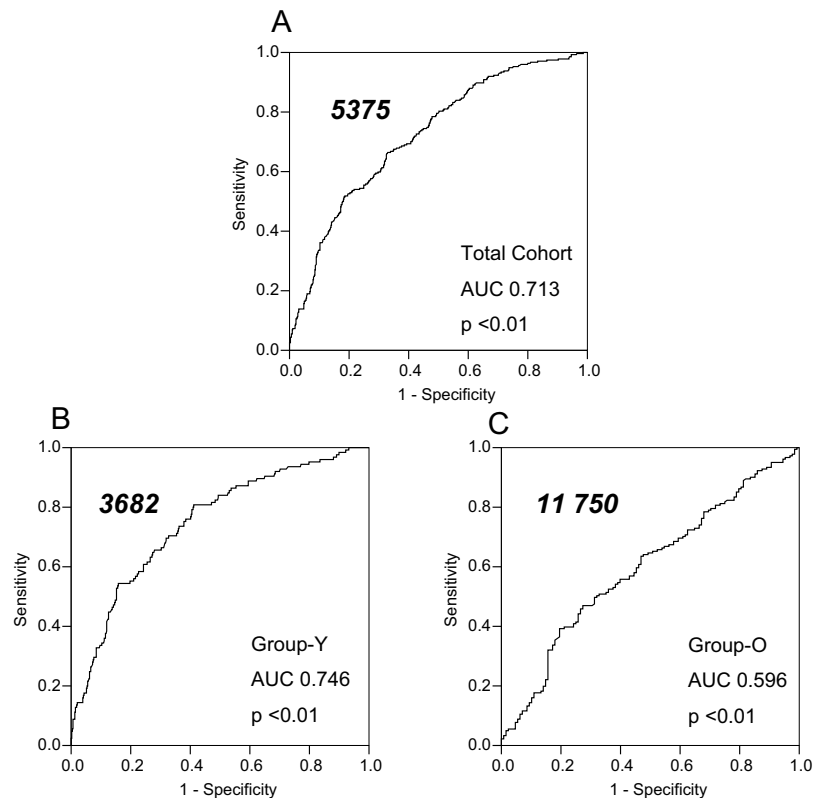 A
1.0
0.8
0.6
0.4
0.2
0.0
Sensitivity
5375
Total Cohort
AUC 0.713
p <0.01
0.0 0.2 0.4 0.6 0.8 1.0
1 - Specificity
B
1.0
0.8
0.6
0.4
0.2
0.0
Sensitivity
3682
Group-Y
AUC 0.746
p <0.01
0.0 0.2 0.4 0.6 0.8 1.0
1 - Specificity
C
1.0
0.8
0.6
0.4
0.2
0.0
Sensitivity
11 750
Group-O
AUC 0.596
p <0.01
0.0 0.2 0.4 0.6 0.8 1.0
1 - Specificity